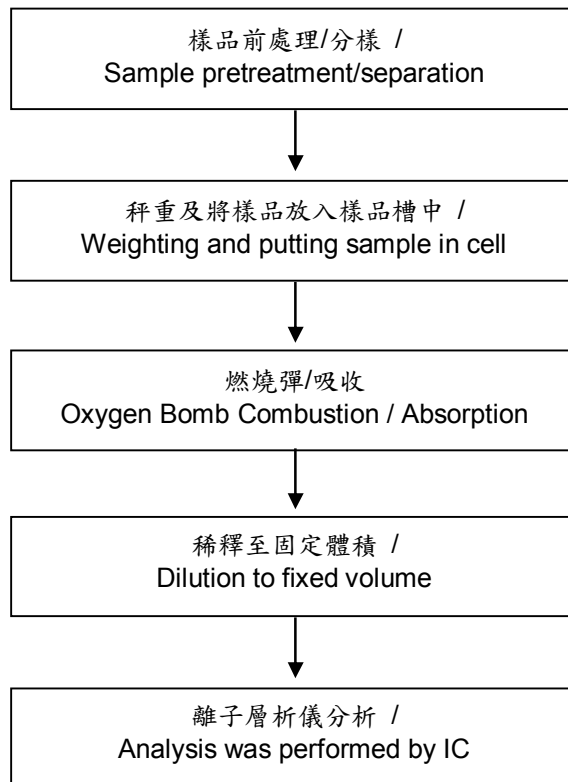 樣品前處理/分樣 /
Sample pretreatment/separation
秤重及將樣品放入樣品槽中 /
Weighting and putting sample in cell
燃燒彈/吸收
Oxygen Bomb Combustion / Absorption
稀釋至固定體積 /
Dilution to fixed volume
離子層析儀分析 /
Analysis was performed by IC